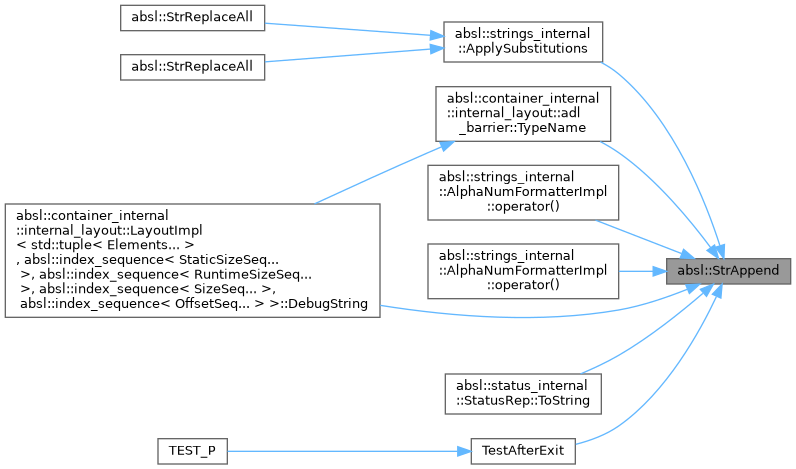 absl::StrReplaceAll
absl::strings_internal
::ApplySubstitutions
absl::StrReplaceAll
absl::container_internal
::internal_layout::adl
_barrier::TypeName
absl::strings_internal
::AlphaNumFormatterImpl
::operator()
absl::container_internal
::internal_layout::LayoutImpl
< std::tuple< Elements... >
, absl::index_sequence< StaticSizeSeq...
>, absl::index_sequence< RuntimeSizeSeq...
>, absl::index_sequence< SizeSeq... >,
absl::index_sequence< OffsetSeq... > >::DebugString
absl::strings_internal
::AlphaNumFormatterImpl
::operator()
absl::StrAppend
absl::status_internal
::StatusRep::ToString
TEST_P
TestAfterExit